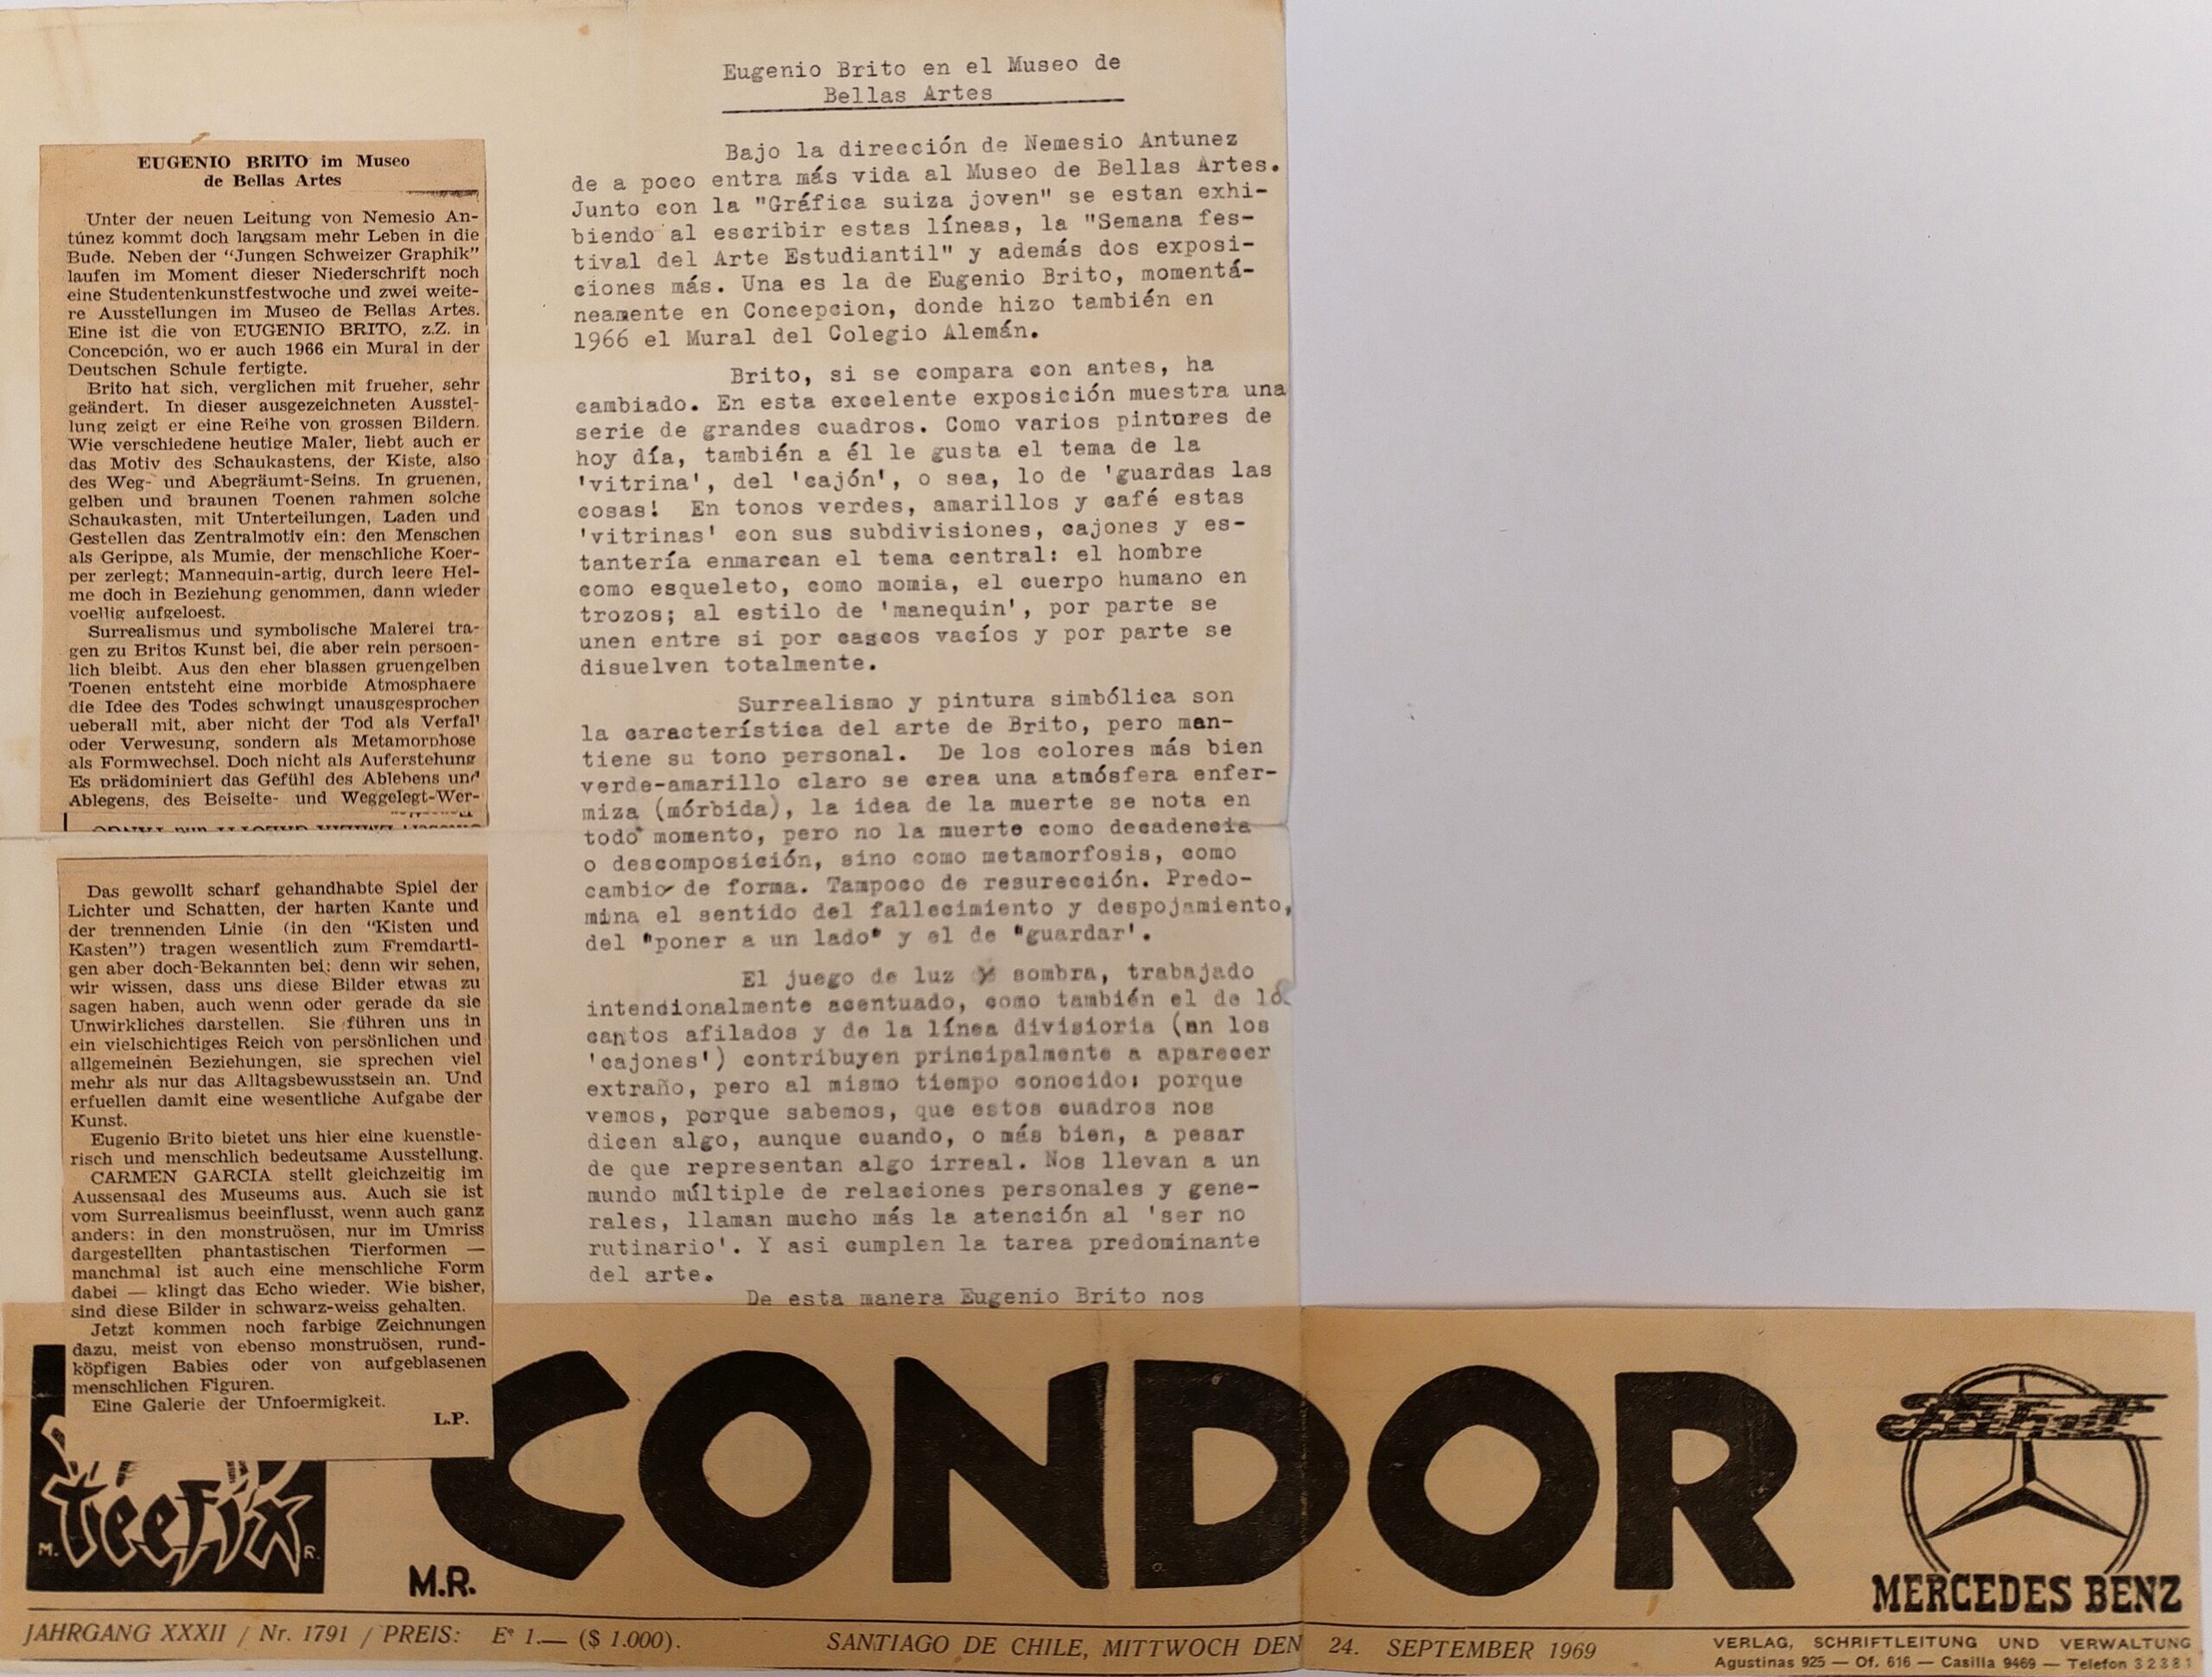 EUGENIO BRITO im Museo
de Bellas Artes
Unter der neuen Leitung von Nemesio An-
túnez kommt doch langsam mehr Leben in die
Bude. Neben der "Jungen Schweizer Graphik"
laufen im Moment dieser Niederschrift noch
eine Studentenkunstfestwoche und zwei weite-
re Ausstellungen im Museo de Bellas Artes.
Eine ist die von EUGENIO BRITO, z.Z. in
Concepción, wo er auch 1966 ein Mural in der
Deutschen Schule fertigte.
Brito hat sich, verglichen mit frueher, sehr
geändert. In dieser ausgezeichneten Ausstel-
lung zeigt er eine Reihe von grossen Bildern.
Wie verschiedene heutige Maler, liebt auch er
das Motiv des Schaukastens, der Kiste, also
des Weg- und Abegräumt-Seins. In gruenen,
gelben und braunen Toenen rahmen solche
Schaukasten, mit Unterteilungen, Laden und
Gestellen das Zentralmotiv ein: den Menschen
als Gerippe, als Mumie, der menschliche Koer-
per zerlegt; Mannequin-artig, durch leere Hel-
me doch in Beziehung genommen, dann wieder
voellig aufgeloest.
Surrealismus und symbolische Malerei tra-
gen zu Britos Kunst bei, die aber rein persoen-
lich bleibt. Aus den eher blassen gruengelben
Toenen entsteht eine morbide Atmosphaere
die Idee des Todes schwingt unausgesprochen
ueberall mit, aber nicht der Tod als Verfall
oder Verwesung, sondern als Metamorphose
als Formwechsel. Doch nicht als Auferstehung
Es prädominiert das Gefühl des Ablebens und
Ablegens, des Beiseite- und Weggelegt-Wer-
Das gewollt scharf gehandhabte Spiel der
Lichter und Schatten, der harten Kante und
der trennenden Linie (in den "Kisten und
Kasten") tragen wesentlich zum Fremdarti-
gen aber doch-Bekannten bei: denn wir sehen,
wir wissen, dass uns diese Bilder etwas zu
sagen haben, auch wenn oder gerade da sie
Unwirkliches darstellen. Sie führen uns in
ein vielschichtiges Reich von persönlichen und
allgemeinen Beziehungen, sie sprechen viel
mehr als nur das Alltagsbewusstsein an. Und
erfuellen damit eine wesentliche Aufgabe der
Kunst.
Eugenio Brito bietet uns hier eine kuenstle-
risch und menschlich bedeutsame Ausstellung.
CARMEN GARCIA stellt gleichzeitig im
Aussensaal des Museums aus. Auch sie ist
vom Surrealismus beeinflusst, wenn auch ganz
anders: in den monstruösen, nur im Umriss
dargestellten phantastischen Tierformen —
manchmal ist auch eine menschliche Form
dabei — klingt das Echo wieder. Wie bisher,
sind diese Bilder in schwarz-weiss gehalten.
Jetzt kommen noch farbige Zeichnungen
dazu, meist von ebenso monstruösen, rund-
köpfigen Babies oder von aufgeblasenen
menschlichen Figuren.
Eine Galerie der Unfoermigkeit.
L.P.
Eugenio Brito en el Museo de
Bellas Artes
Bajo la dirección de Nemesio Antunez
de a poco entra más vida al Museo de Bellas Artes.
Junto con la "Gráfica suiza joven" se estan exhi-
biendo al escribir estas líneas, la "Semana fes-
tival del Arte Estudiantil" y además dos exposi-
ciones más. Una es la de Eugenio Brito, momentá-
neamente en Concepcion, donde hizo también en
1966 el Mural del Colegio Alemán.
Brito, si se compara con antes, ha
cambiado. En esta excelente exposición muestra una
serie de grandes cuadros. Como varios pintores de
hoy día, también a él le gusta el tema de la
'vitrina', del 'cajón', o sea, lo de 'guardas las
cosas! En tonos verdes, amarillos y café estas
'vitrinas' con sus subdivisiones, cajones y es-
tantería enmarcan el tema central: el hombre
como esqueleto, como momia, el cuerpo humano en
trozos; al estilo de 'manequin', por parte se
unen entre si por cascos vacíos y por parte se
disuelven totalmente.
Surrealismo y pintura simbólica son
la característica del arte de Brito, pero man-
tiene su tono personal. De los colores más bien
verde-amarillo claro se crea una atmósfera enfer-
miza (mórbida), la idea de la muerte se nota en
todo momento, pero no la muerte como decadencia
o descomposición, sino como metamorfosis, como
cambio de forma. Tampoco de resurección. Predo-
mina el sentido del fallecimiento y despojamiento,
del "poner a un lado" y el de "guardar'.
El juego de luz y sombra, trabajado
intencionalmente acentuado, como también el de lo
cantos afilados y de la línea divisioria (en los
'cajones') contribuyen principalmente a aparecer
extraño, pero al mismo tiempo conocido: porque
vemos, porque sabemos, que estos cuadros nos
dicen algo, aunque cuando, o más bien, a pesar
de que representan algo irreal. Nos llevan a un
mundo múltiple de relaciones personales y gene-
rales, llaman mucho más la atención al 'ser no
rutinario'. Y asi cumplen la tarea predominante
del arte.
De esta manera Eugenio Brito nos
teefix
M. R.
M.R.
CONDOR
MERCEDES BENZ
JAHRGANG XXXII / Nr. 1791 / PREIS: Eº 1.— ($ 1.000).
SANTIAGO DE CHILE, MITTWOCH DEN 24. SEPTEMBER 1969
VERLAG, SCHRIFTLEITUNG UND VERWALTUNG
Agustinas 925 — Of. 616 — Casilla 9469 — Telefon 32381